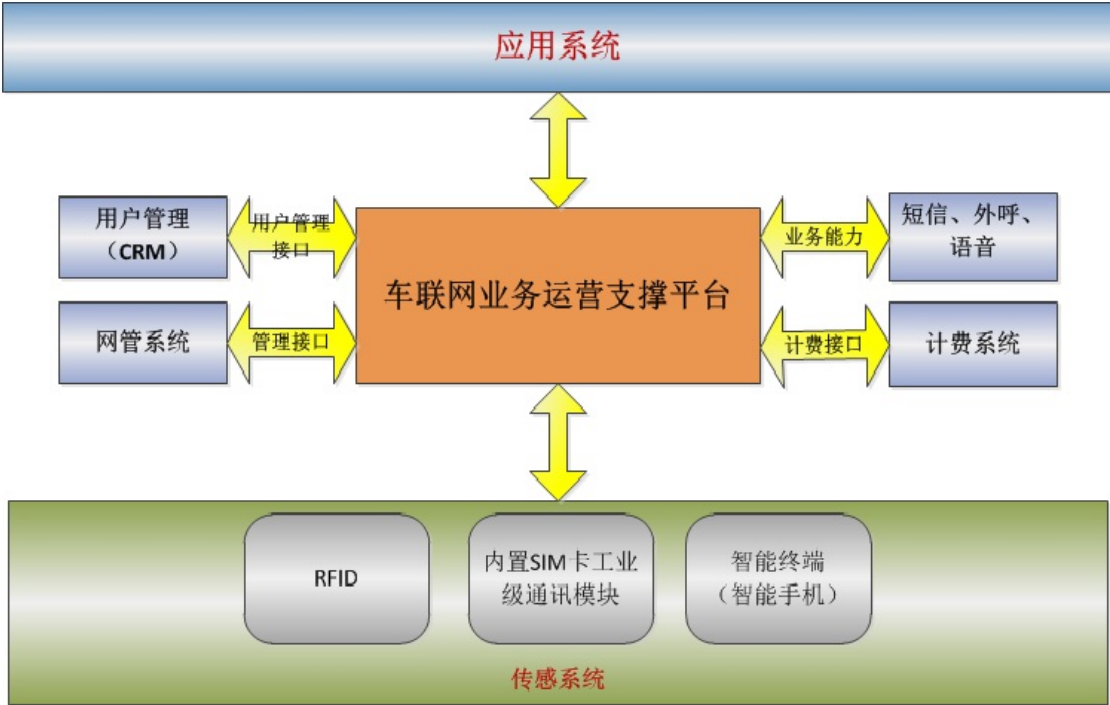 应用系统
用户管理
（CRM）
用户管理
接口
业务能力
短信、外呼、
语音
车联网业务运营支撑平台
网管系统
管理接口
计费接口
计费系统
RFID
内置SIM卡工业
级通讯模块
智能终端
（智能手机）
传感系统